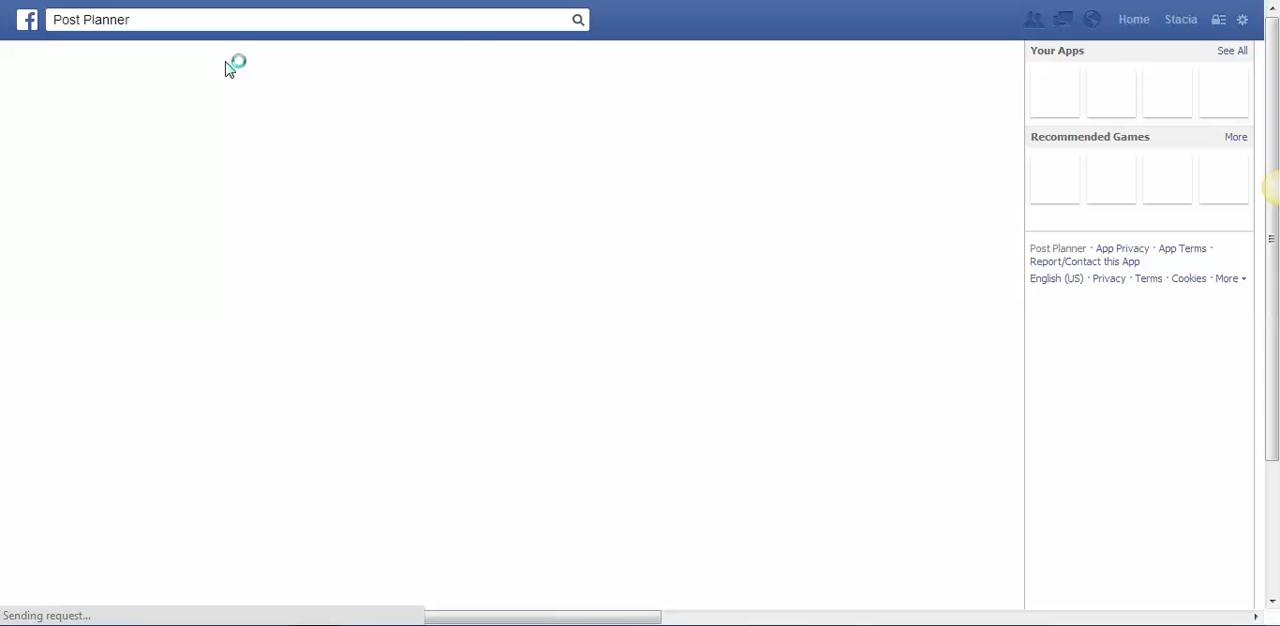 Post Planner
Home
Stacia
Your Apps
See All
Recommended Games
More
Post Planner · App Privacy · App Terms ·
Report/Contact this App
English (US) · Privacy · Terms · Cookies · More
Sending request...